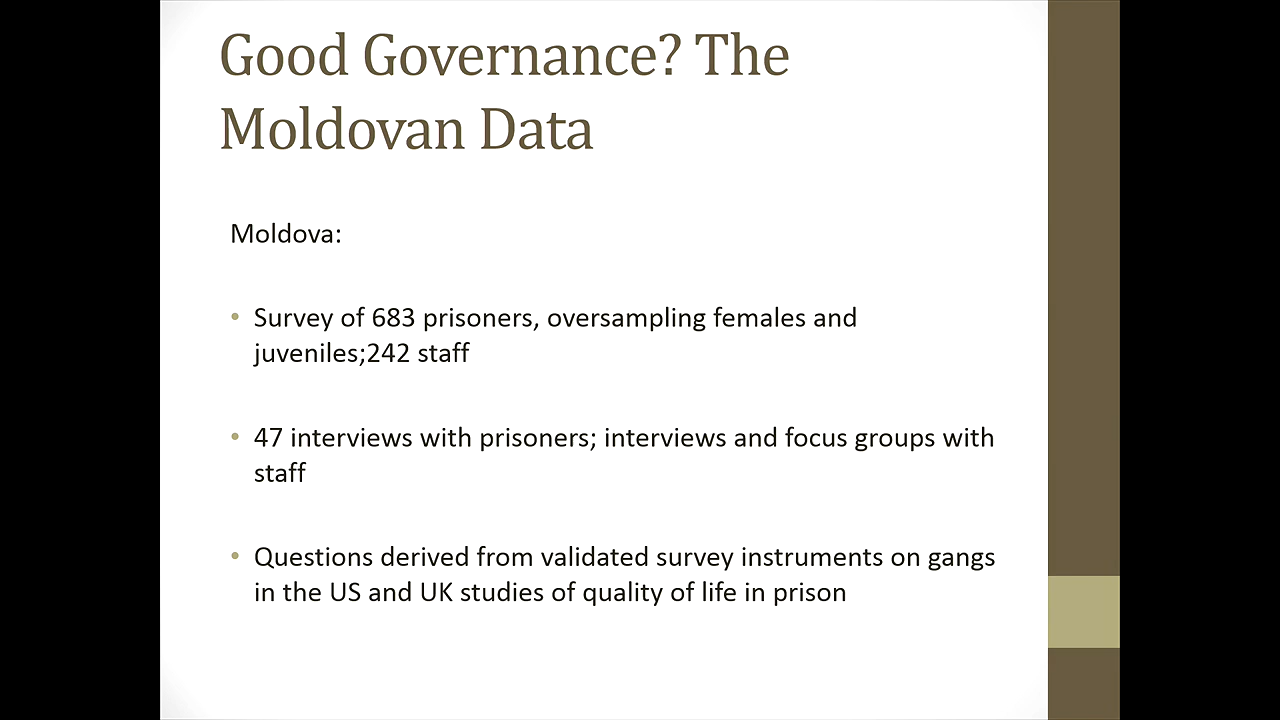 Good Governance? The
Moldovan Data
Moldova:
• Survey of 683 prisoners, oversampling females and
juveniles;242 staff
• 47 interviews with prisoners; interviews and focus groups with
staff
• Questions derived from validated survey instruments on gangs
in the US and UK studies of quality of life in prison